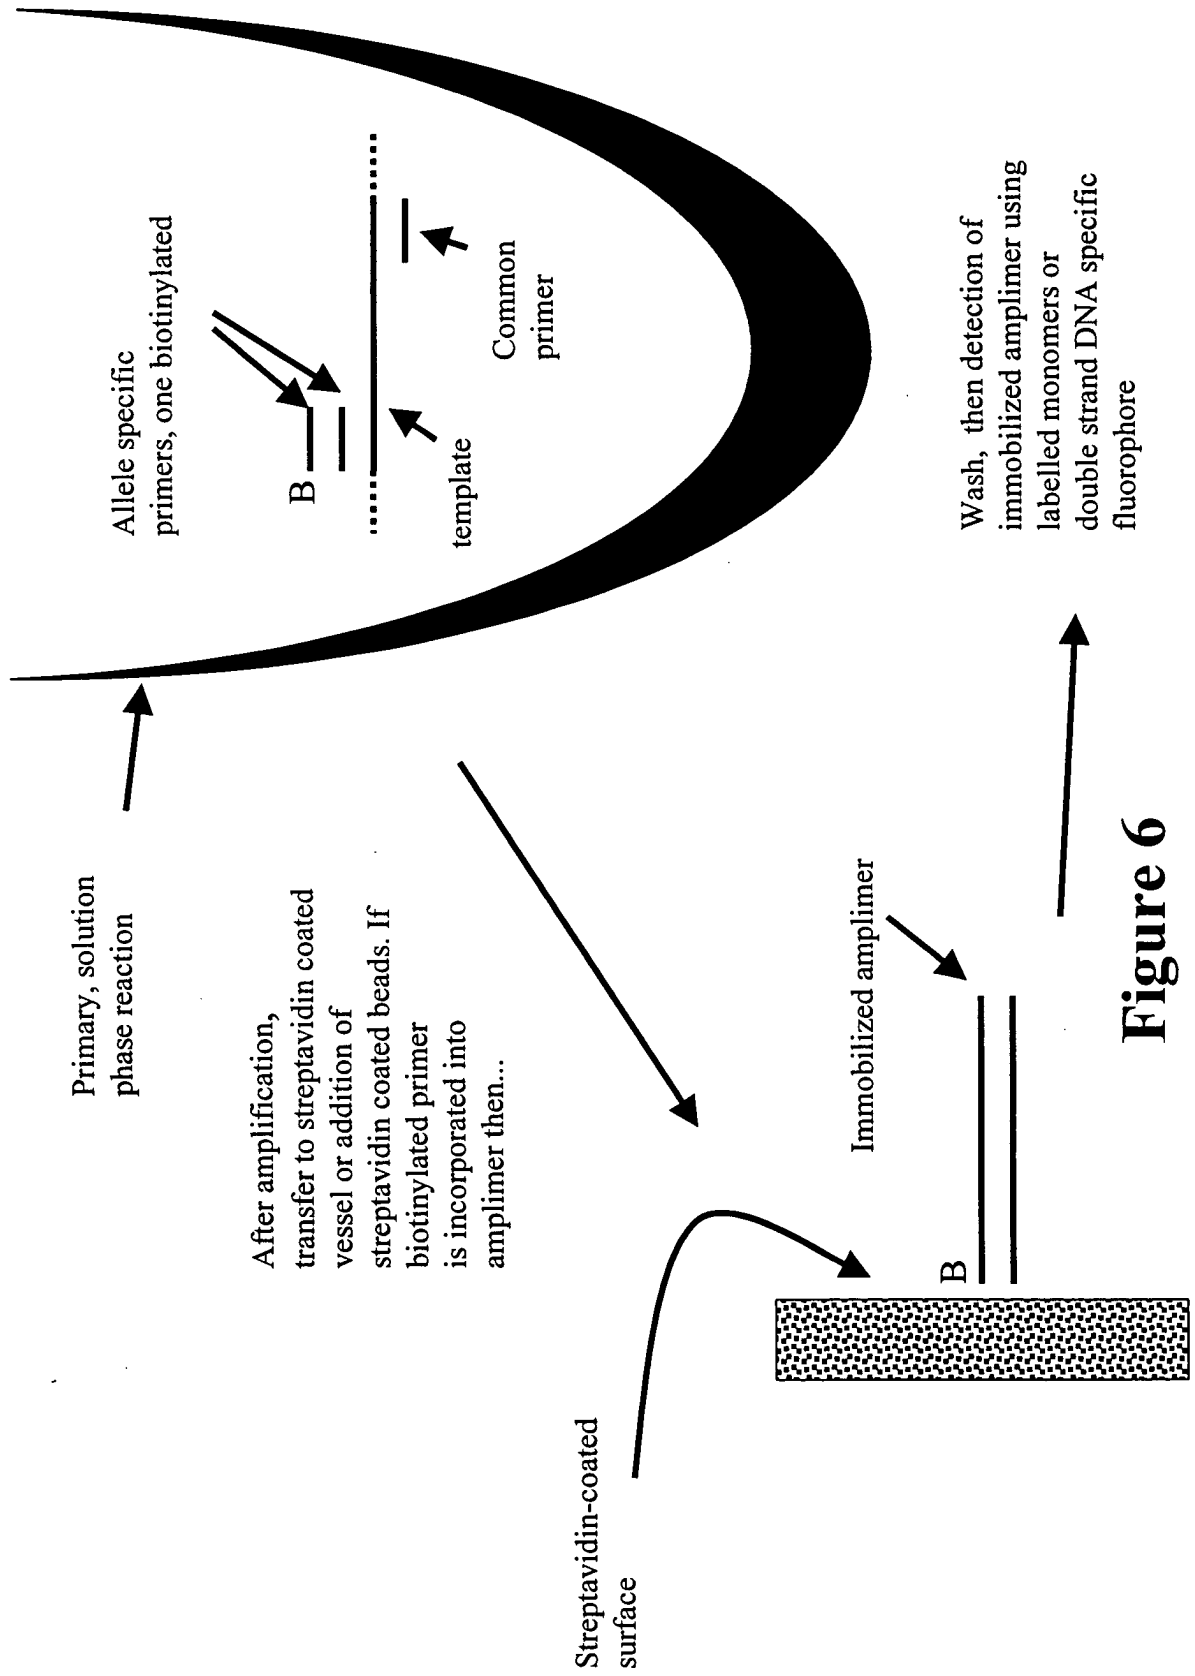 Primary, solution
phase reaction
Allele specific
primers, one biotinylated
B
template
Common
primer
After amplification,
transfer to streptavidin coated
vessel or addition of
streptavidin coated beads. If
biotinylated primer
is incorporated into
amplimer then...
Streptavidin-coated
surface
Immobilized amplimer
B
Wash, then detection of
immobilized amplimer using
labelled monomers or
double strand DNA specific
fluorophore
Figure 6